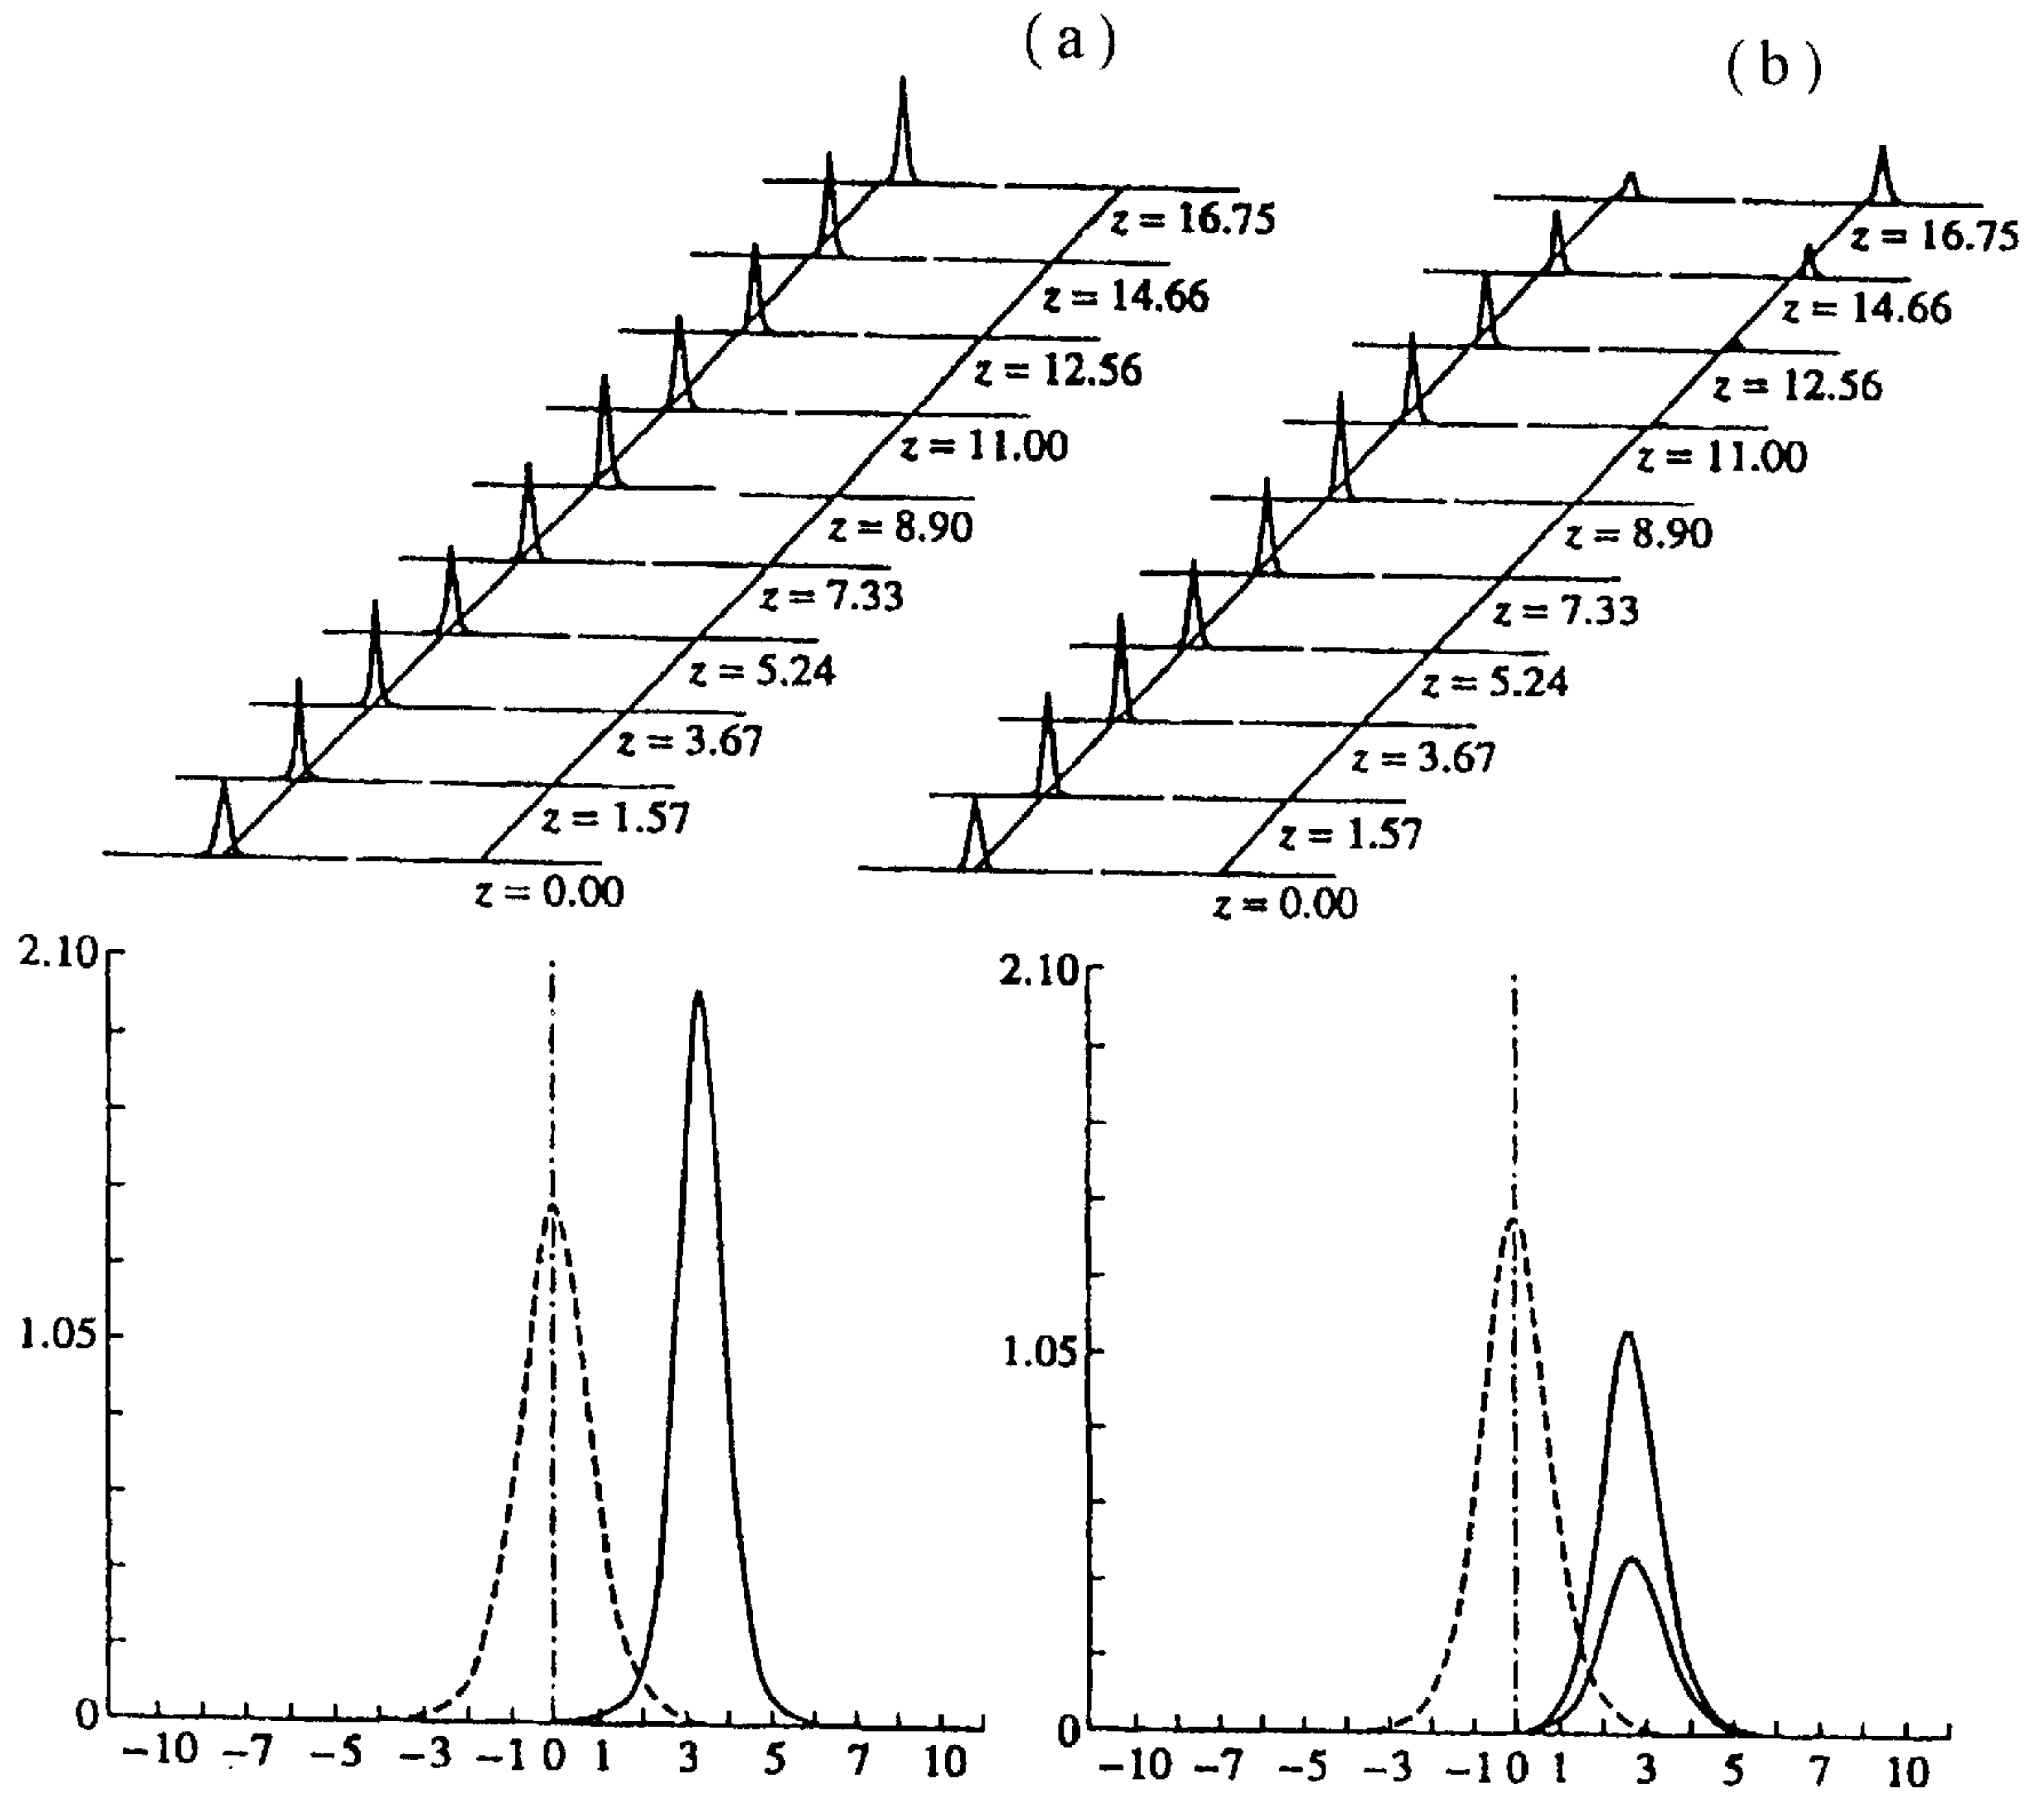 (a)
(b)
z = 16.75
z = 14.66
z = 12.56
z = 11.00
z = 8.90
z = 7.33
z = 5.24
z = 3.67
z = 1.57
z = 0.00
z = 16.75
z = 14.66
z = 12.56
z = 11.00
z = 8.90
z = 7.33
z = 5.24
z = 3.67
z = 1.57
z = 0.00
2.10
1.05
0
−10 −7 −5 −3 −1 0 1 3 5 7 10
2.10
1.05
0
−10 −7 −5 −3 −1 0 1 3 5 7 10